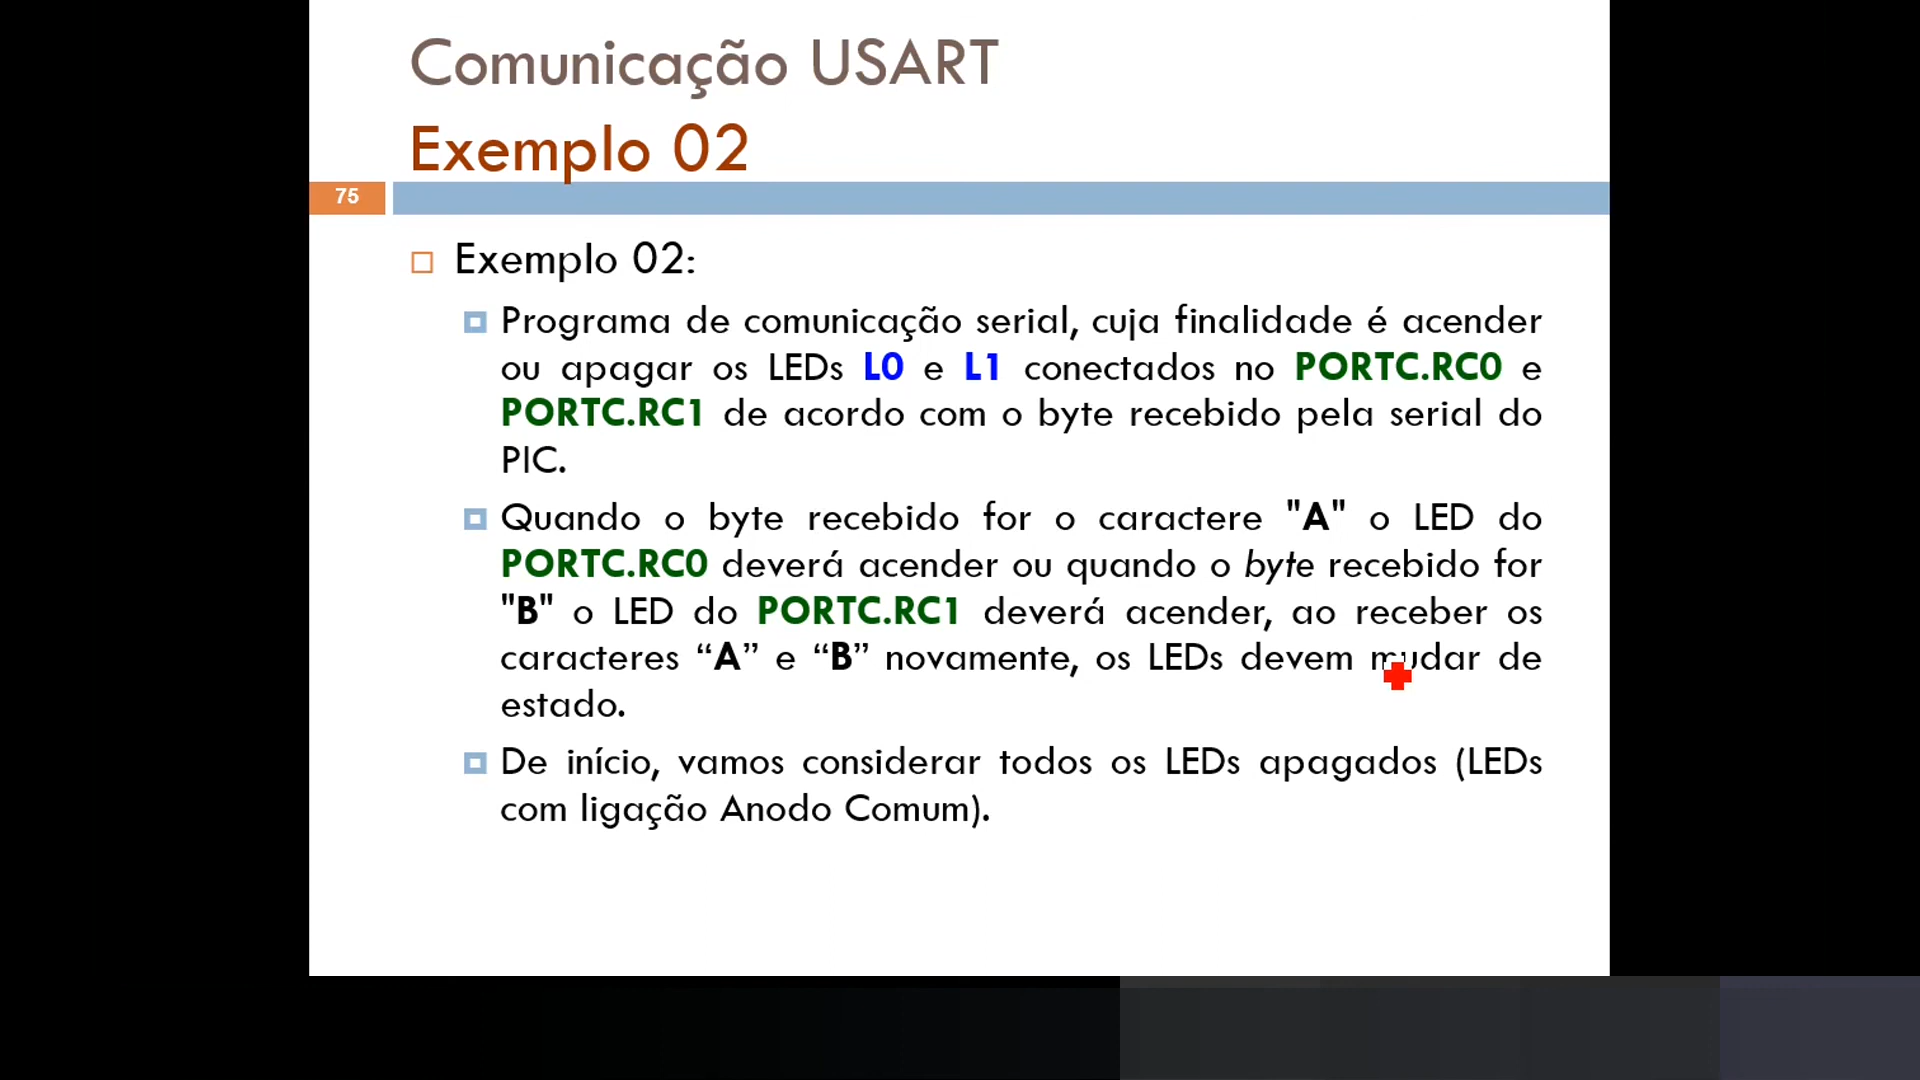 Comunicação USART
Exemplo 02
75
Exemplo 02:
Programa de comunicação serial, cuja finalidade é acender
ou apagar os LEDs L0 e L1 conectados no PORTC.RC0 e
PORTC.RC1 de acordo com o byte recebido pela serial do
PIC.
Quando o byte recebido for o caractere "A" o LED do
PORTC.RC0 deverá acender ou quando o byte recebido for
"B" o LED do PORTC.RC1 deverá acender, ao receber os
caracteres “A” e “B” novamente, os LEDs devem mudar de
estado.
De início, vamos considerar todos os LEDs apagados (LEDs
com ligação Anodo Comum).